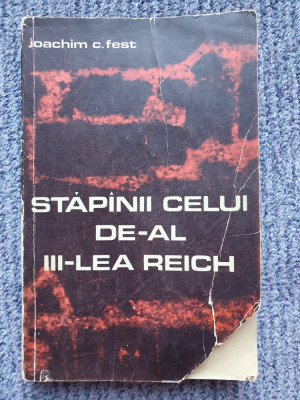 joachim c. fest
STĂPÎNII CELUI
DE-AL
III-LEA REICH